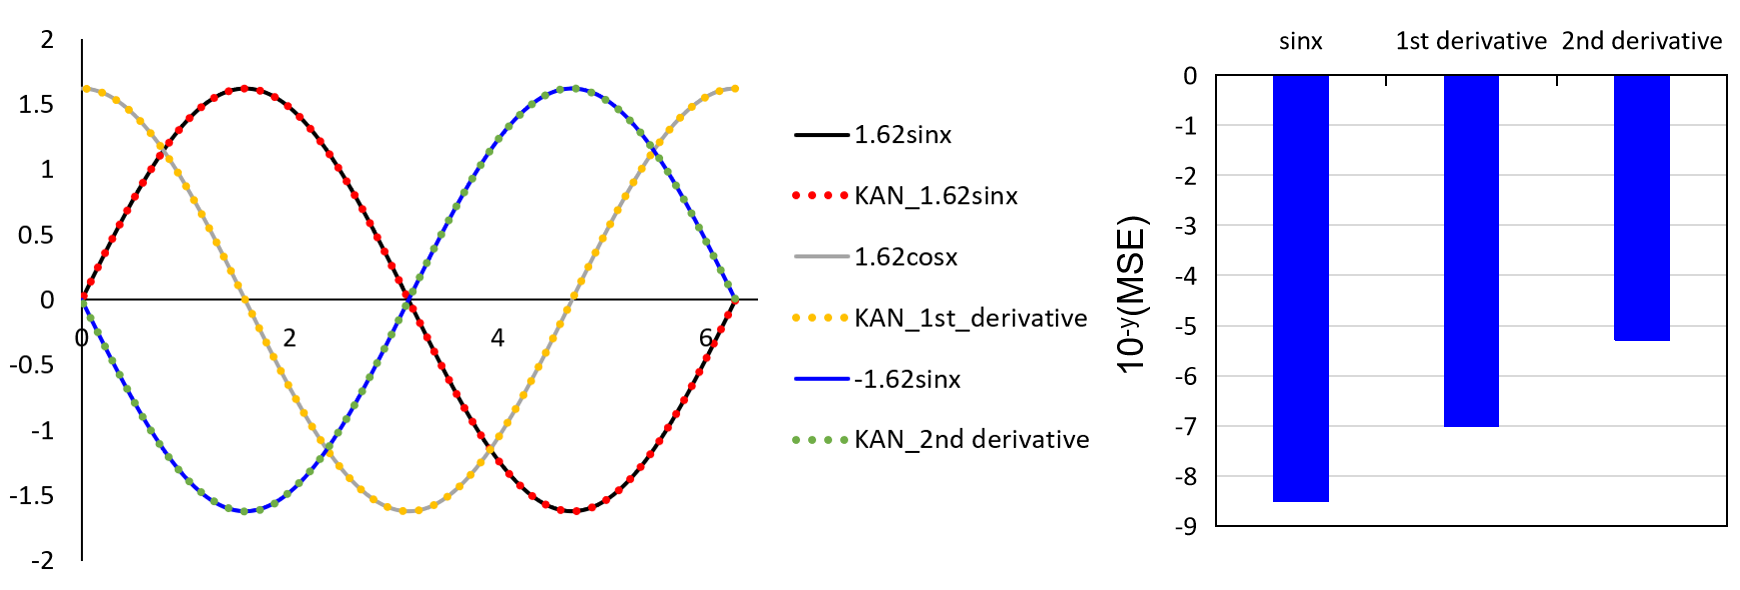 2
1.5
1
0.5
0
-0.5
-1
-1.5
-2
0 2 4 6
1.62sinx
KAN_1.62sinx
1.62cosx
KAN_1st_derivative
-1.62sinx
KAN_2nd derivative
sinx 1st derivative 2nd derivative
0
-1
-2
-3
-4
-5
-6
-7
-8
-9
10-y(MSE)